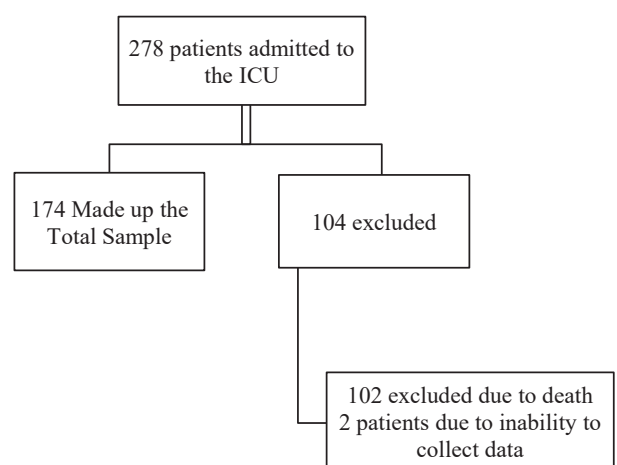 278 patients admitted to
the ICU
174 Made up the
Total Sample
104 excluded
102 excluded due to death
2 patients due to inability to
collect data